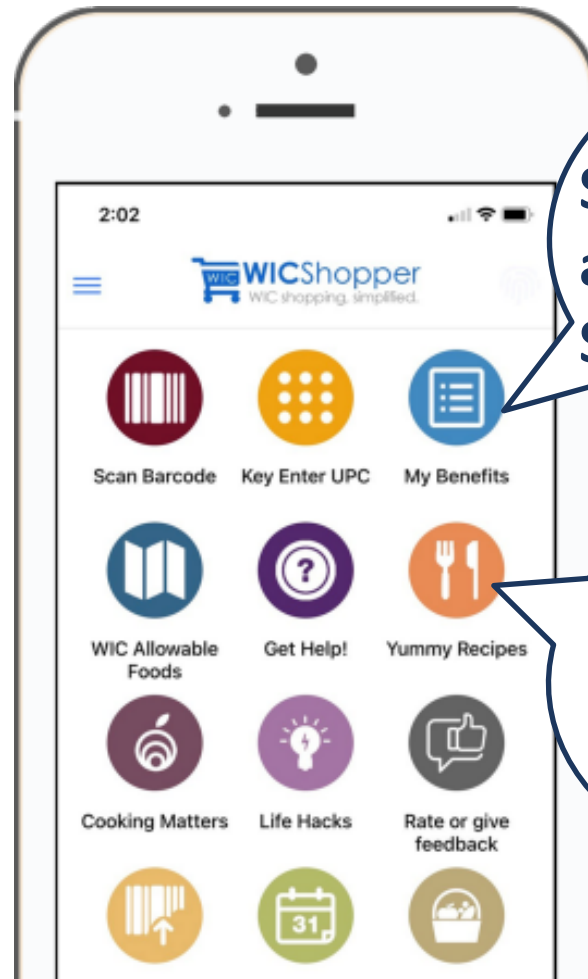 2:02
WIC WICShopper
WIC shopping, simplified.
Scan Barcode Key Enter UPC My Benefits
WIC Allowable
Foods
Get Help! Yummy Recipes
?
Cooking Matters Life Hacks Rate or give
feedback
31